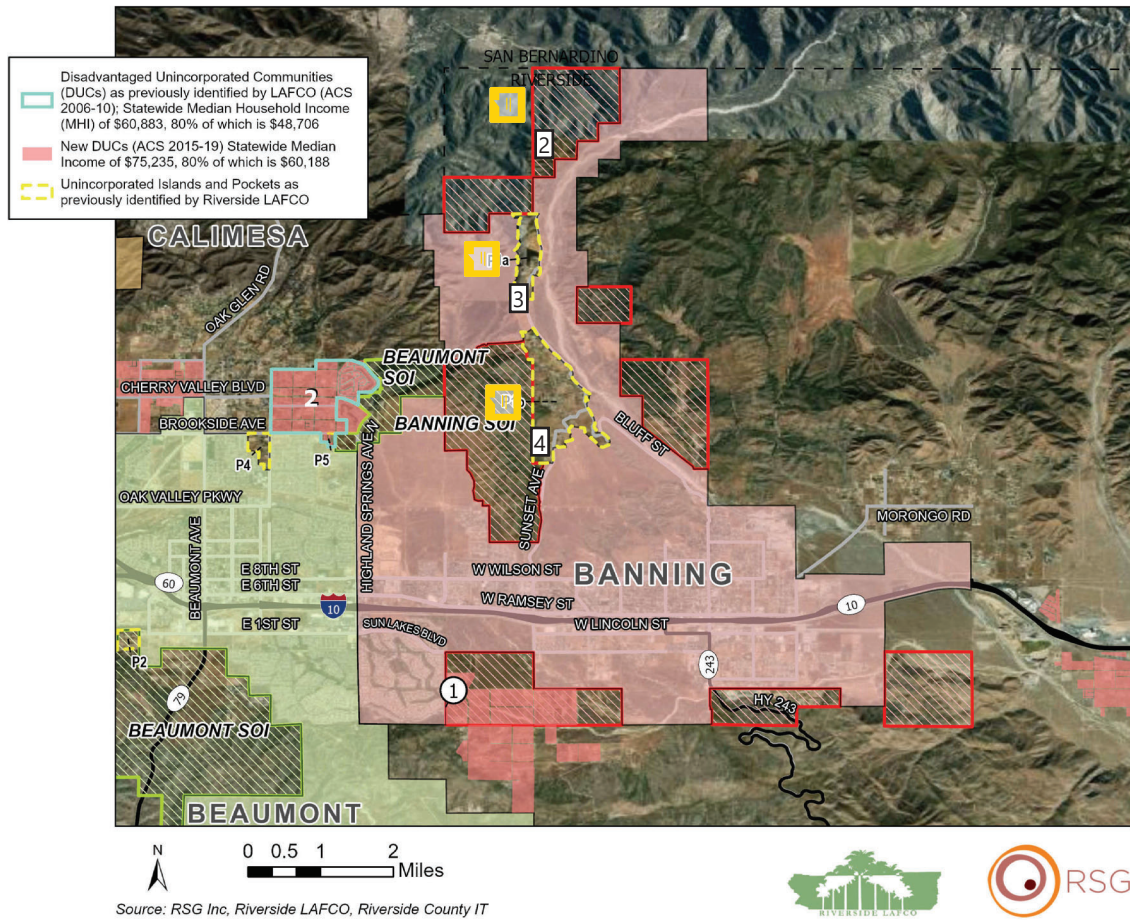 SAN BERNARDINO
RIVERSIDE
Disadvantaged Unincorporated Communities
(DUCs) as previously identified by LAFCO (ACS
2006-10); Statewide Median Household Income
(MHI) of $60,883, 80% of which is $48,706
New DUCs (ACS 2015-19) Statewide Median
Income of $75,235, 80% of which is $60,188
Unincorporated Islands and Pockets as
previously identified by Riverside LAFCO
2
CALIMESA
OAK GLEN RD
3
BEAUMONT
SOI
CHERRY VALLEY BLVD
2
BANNING SOI
BROOKSIDE AVE
BLUFF ST
P4
P5
4
OAK VALLEY PKWY
HIGHLAND SPRINGS AVE N
SUNSET AVE
MORONGO RD
BEAUMONT AVE
E 8TH ST
W WILSON ST
BANNING
60
E 6TH ST
W RAMSEY ST
10
10
E 1ST ST
SUN LAKES BLVD
W LINCOLN ST
P2
243
1
79
HY 243
BEAUMONT SOI
BEAUMONT
N
0 0.5 1 2
Miles
Source: RSG Inc, Riverside LAFCO, Riverside County IT
RIVERSIDE LAFCO
RSG